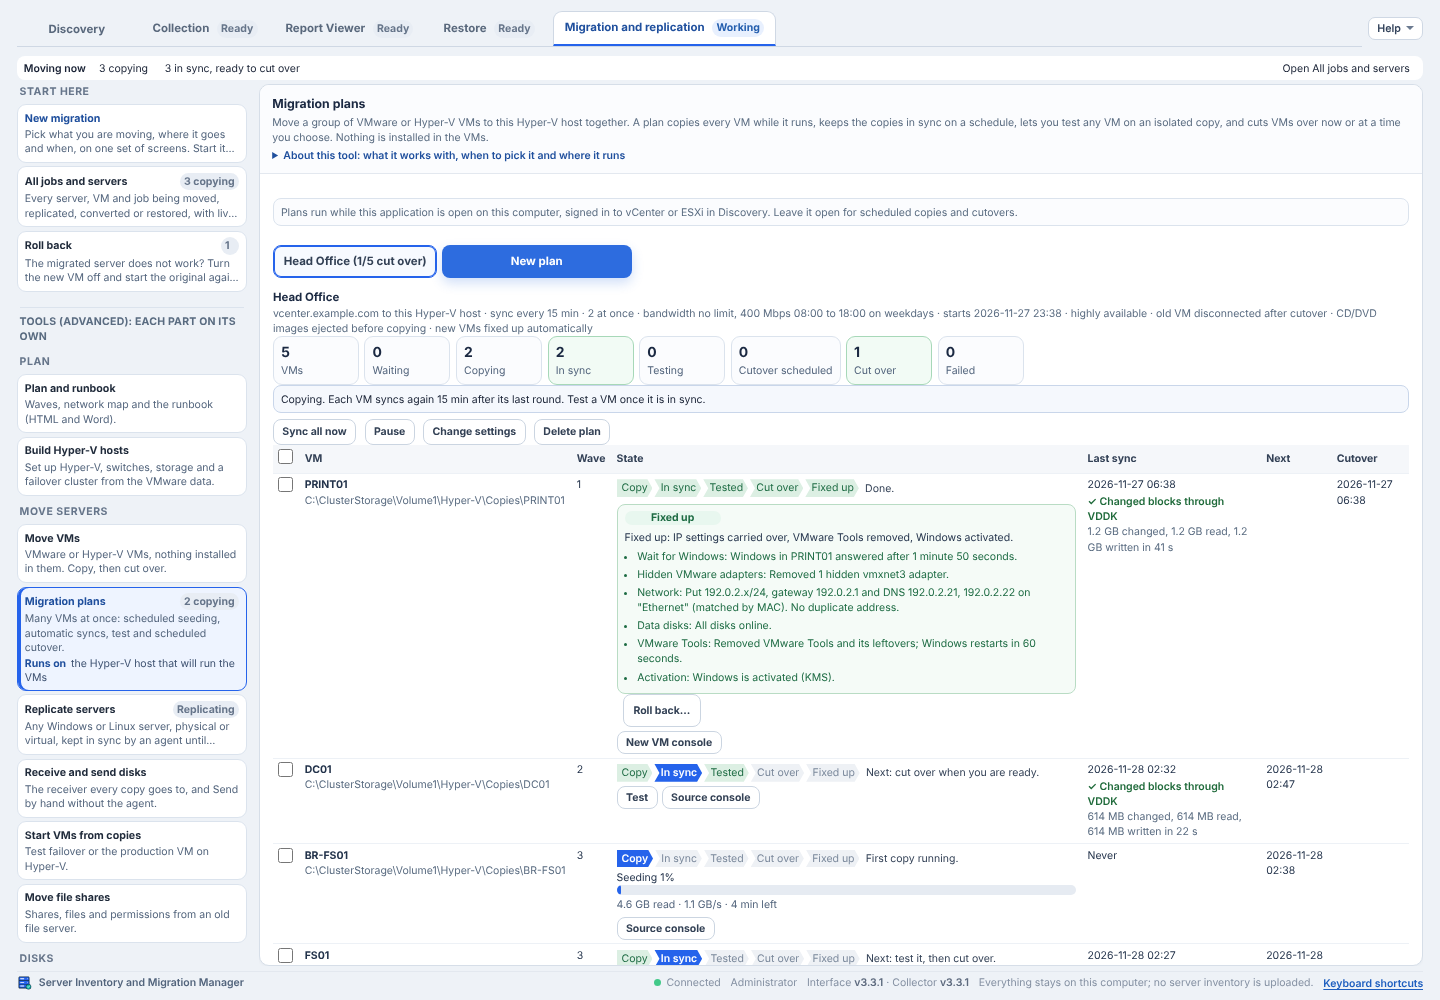 Discovery
Collection Ready
Report Viewer Ready
Restore Ready
Migration and replication Working
Help
Moving now 3 copying 3 in sync, ready to cut over
Open All jobs and servers
START HERE
New migration
Pick what you are moving, where it goes
and when, on one set of screens. Start it...
All jobs and servers 3 copying
Every server, VM and job being moved,
replicated, converted or restored, with liv...
Roll back 1
The migrated server does not work? Turn
the new VM off and start the original agai...
TOOLS (ADVANCED): EACH PART ON ITS
OWN
PLAN
Plan and runbook
Waves, network map and the runbook
(HTML and Word).
Build Hyper-V hosts
Set up Hyper-V, switches, storage and a
failover cluster from the VMware data.
MOVE SERVERS
Move VMs
VMware or Hyper-V VMs, nothing installed
in them. Copy, then cut over.
Migration plans 2 copying
Many VMs at once: scheduled seeding,
automatic syncs, test and scheduled
cutover.
Runs on the Hyper-V host that will run the
VMs
Replicate servers Replicating
Any Windows or Linux server, physical or
virtual, kept in sync by an agent until...
Receive and send disks
The receiver every copy goes to, and Send
by hand without the agent.
Start VMs from copies
Test failover or the production VM on
Hyper-V.
Move file shares
Shares, files and permissions from an old
file server.
DISKS
Migration plans
Move a group of VMware or Hyper-V VMs to this Hyper-V host together. A plan copies every VM while it runs, keeps the copies in sync on a schedule, lets you test any VM on an isolated copy, and cuts VMs over now or at a time
you choose. Nothing is installed in the VMs.
About this tool: what it works with, when to pick it and where it runs
Plans run while this application is open on this computer, signed in to vCenter or ESXi in Discovery. Leave it open for scheduled copies and cutovers.
Head Office (1/5 cut over)
New plan
Head Office
vcenter.example.com to this Hyper-V host · sync every 15 min · 2 at once · bandwidth no limit, 400 Mbps 08:00 to 18:00 on weekdays · starts 2026-11-27 23:38 · highly available · old VM disconnected after cutover · CD/DVD
images ejected before copying · new VMs fixed up automatically
5 0 2 2 0 0 1 0
VMs Waiting Copying In sync Testing Cutover scheduled Cut over Failed
Copying. Each VM syncs again 15 min after its last round. Test a VM once it is in sync.
Sync all now Pause Change settings Delete plan
VM Wave State Last sync Next Cutover
PRINT01
C:\ClusterStorage\Volume1\Hyper-V\Copies\PRINT01
1
Copy In sync Tested Cut over Fixed up Done.
Fixed up
Fixed up: IP settings carried over, VMware Tools removed, Windows activated.
• Wait for Windows: Windows in PRINT01 answered after 1 minute 50 seconds.
• Hidden VMware adapters: Removed 1 hidden vmxnet3 adapter.
• Network: Put 192.0.2.x/24, gateway 192.0.2.1 and DNS 192.0.2.21, 192.0.2.22 on
"Ethernet" (matched by MAC). No duplicate address.
• Data disks: All disks online.
• VMware Tools: Removed VMware Tools and its leftovers; Windows restarts in 60
seconds.
• Activation: Windows is activated (KMS).
Roll back...
New VM console
2026-11-27 06:38
✓ Changed blocks through
VDDK
1.2 GB changed, 1.2 GB read, 1.2
GB written in 41 s
2026-11-27
06:38
DC01
C:\ClusterStorage\Volume1\Hyper-V\Copies\DC01
2
Copy In sync Tested Cut over Fixed up Next: cut over when you are ready.
Test Source console
2026-11-28 02:32
✓ Changed blocks through
VDDK
614 MB changed, 614 MB read,
614 MB written in 22 s
2026-11-28
02:47
BR-FS01
C:\ClusterStorage\Volume1\Hyper-V\Copies\BR-FS01
3
Copy In sync Tested Cut over Fixed up First copy running.
Seeding 1%
4.6 GB read · 1.1 GB/s · 4 min left
Source console
Never
2026-11-28
02:38
FS01
3
Copy In sync Tested Cut over Fixed up Next: test it, then cut over.
2026-11-28 02:27
2026-11-28
Server Inventory and Migration Manager
Connected Administrator Interface v3.3.1 · Collector v3.3.1 Everything stays on this computer; no server inventory is uploaded. Keyboard shortcuts